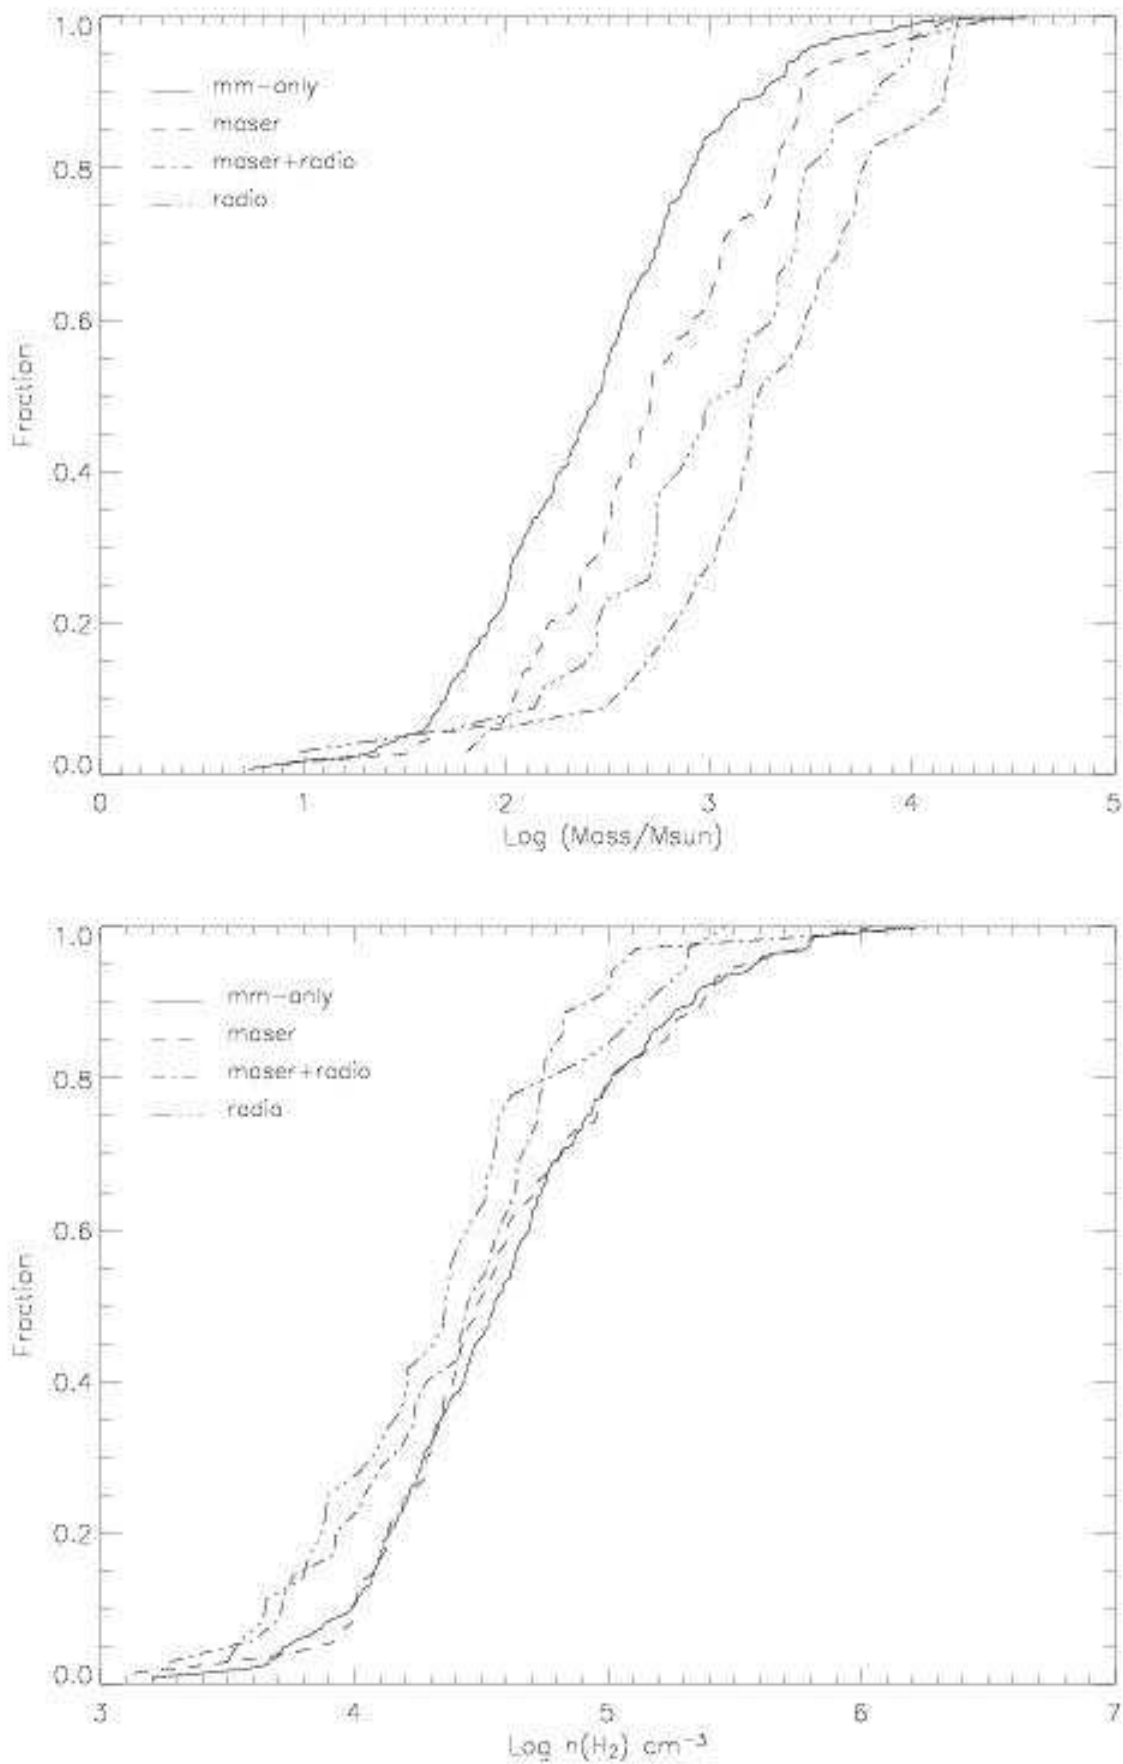 1.0
mm-only
maser
maser+radio
radio
0.8
0.6
0.4
0.2
0.0
Fraction
0 1 2 3 4 5
Log (Mass/Msun)
1.0
mm-only
maser
maser+radio
radio
0.8
0.6
0.4
0.2
0.0
Fraction
3 4 5 6 7
Log n(H₂) cm⁻³